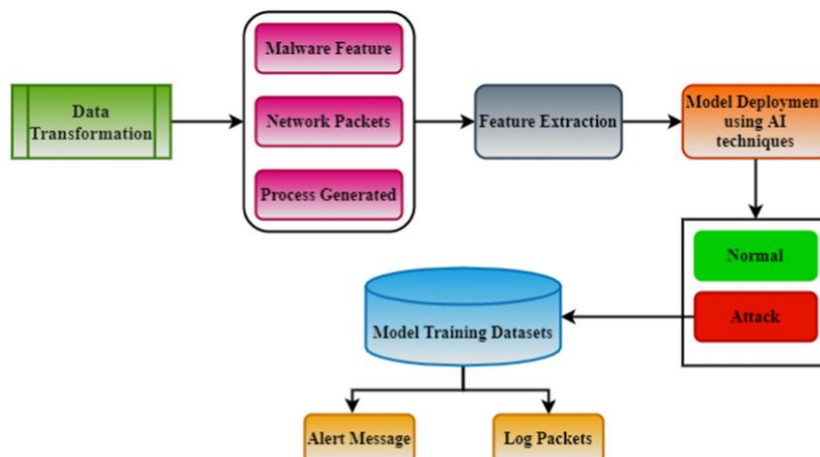 Data
Transformation
Malware Feature
Network Packets
Process Generated
Feature Extraction
Model Deployment
using AI
techniques
Normal
Attack
Model Training Datasets
Alert Message
Log Packets